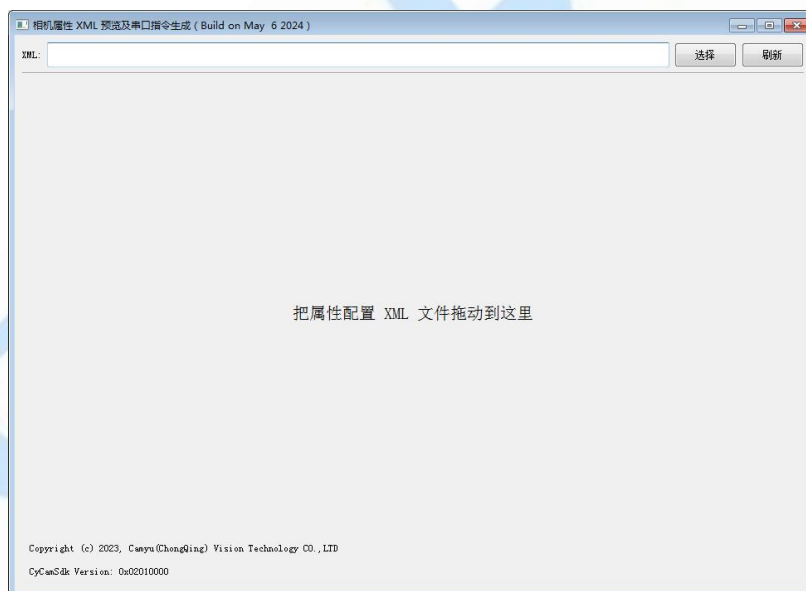 相机属性 XML 预览及串口指令生成 ( Build on May  6 2024 )
XML: 选择 刷新
把属性配置 XML 文件拖动到这里
Copyright (c) 2023, Camyu(ChongQing) Vision Technology CO.,LTD
CyCamSdk Version: 0x02010000